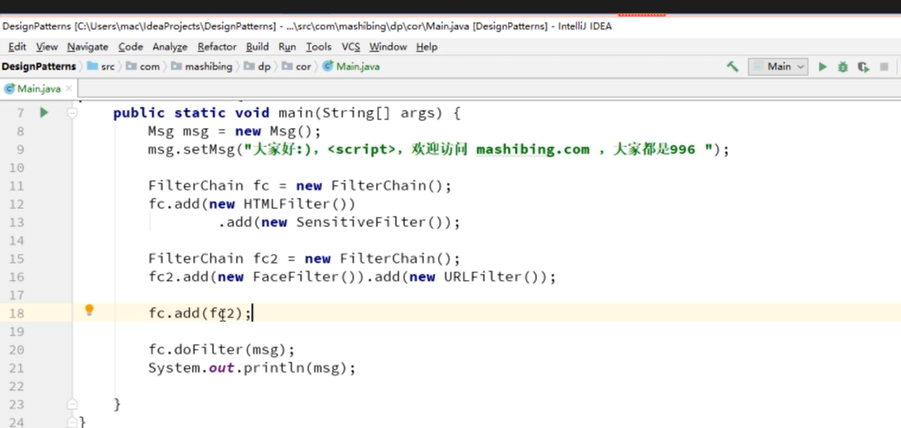 DesignPatterns [C:\Users\mac\IdeaProjects\DesignPatterns] - ...\src\com\mashibing\dp\cor\Main.java [DesignPatterns] - IntelliJ IDEA
Edit View Navigate Code Analyze Refactor Build Run Tools VCS Window Help
DesignPatterns src com mashibing dp cor Main.java Main
Main.java
7 public static void main(String[] args) {
8 Msg msg = new Msg();
9 msg.setMsg("大家好:)，<script>，欢迎访问 mashibing.com ，大家都是996 ");
10
11 FilterChain fc = new FilterChain();
12 fc.add(new HTMLFilter())
13 .add(new SensitiveFilter());
14
15 FilterChain fc2 = new FilterChain();
16 fc2.add(new FaceFilter()).add(new URLFilter());
17
18 fc.add(fc2);
19
20 fc.doFilter(msg);
21 System.out.println(msg);
22
23 }
24 }